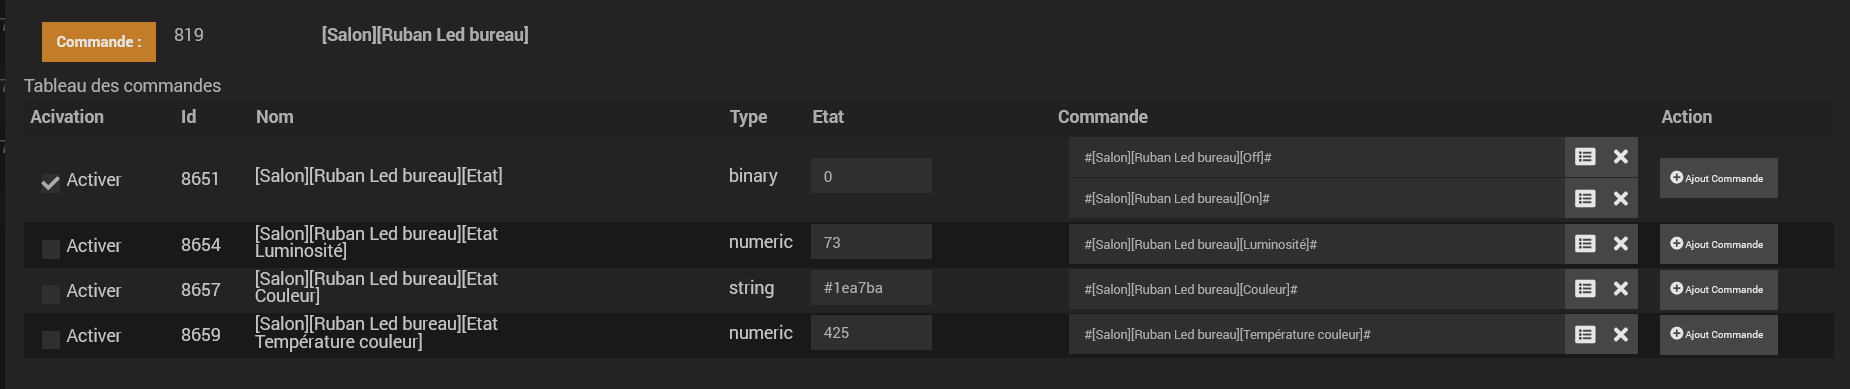 Commande : 819 [Salon][Ruban Led bureau]
Tableau des commandes
Acivation Id Nom Type Etat Commande Action
Activer 8651 [Salon][Ruban Led bureau][Etat] binary 0 #[Salon][Ruban Led bureau][Off]# Ajout Commande
#[Salon][Ruban Led bureau][On]#
Activer 8654 [Salon][Ruban Led bureau][Etat numeric 73 #[Salon][Ruban Led bureau][Luminosité]# Ajout Commande
Luminosité]
Activer 8657 [Salon][Ruban Led bureau][Etat string #1ea7ba #[Salon][Ruban Led bureau][Couleur]# Ajout Commande
Couleur]
Activer 8659 [Salon][Ruban Led bureau][Etat numeric 425 #[Salon][Ruban Led bureau][Température couleur]# Ajout Commande
Température couleur]